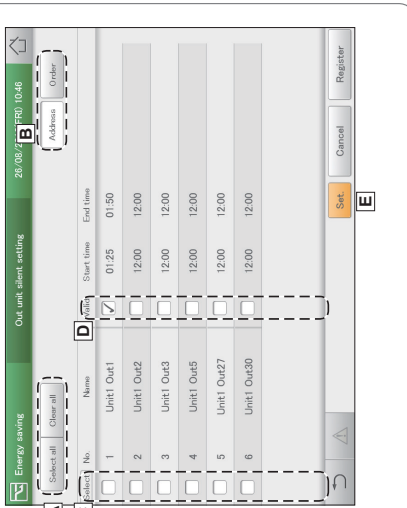 Energy saving Out unit silent setting 26/08/2 (FRI) 10:46
B
Select all Clear all Address Order
D
Select No. Name Valid Start time End time
1 Unit1 Out1 ✓ 01:25 01:50
2 Unit1 Out2 12:00 12:00
3 Unit1 Out3 12:00 12:00
4 Unit1 Out5 12:00 12:00
5 Unit1 Out27 12:00 12:00
6 Unit1 Out30 12:00 12:00
Set. Cancel Register
E